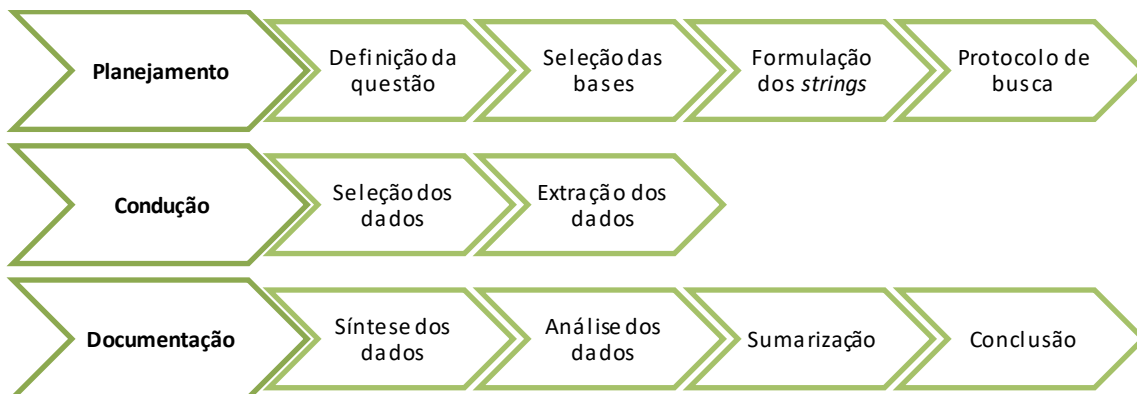 Planejamento
Definição da
questão
Seleção das
bases
Formulação
dos strings
Protocolo de
busca
Condução
Seleção dos
dados
Extração dos
dados
Documentação
Síntese dos
dados
Análise dos
dados
Sumarização
Conclusão